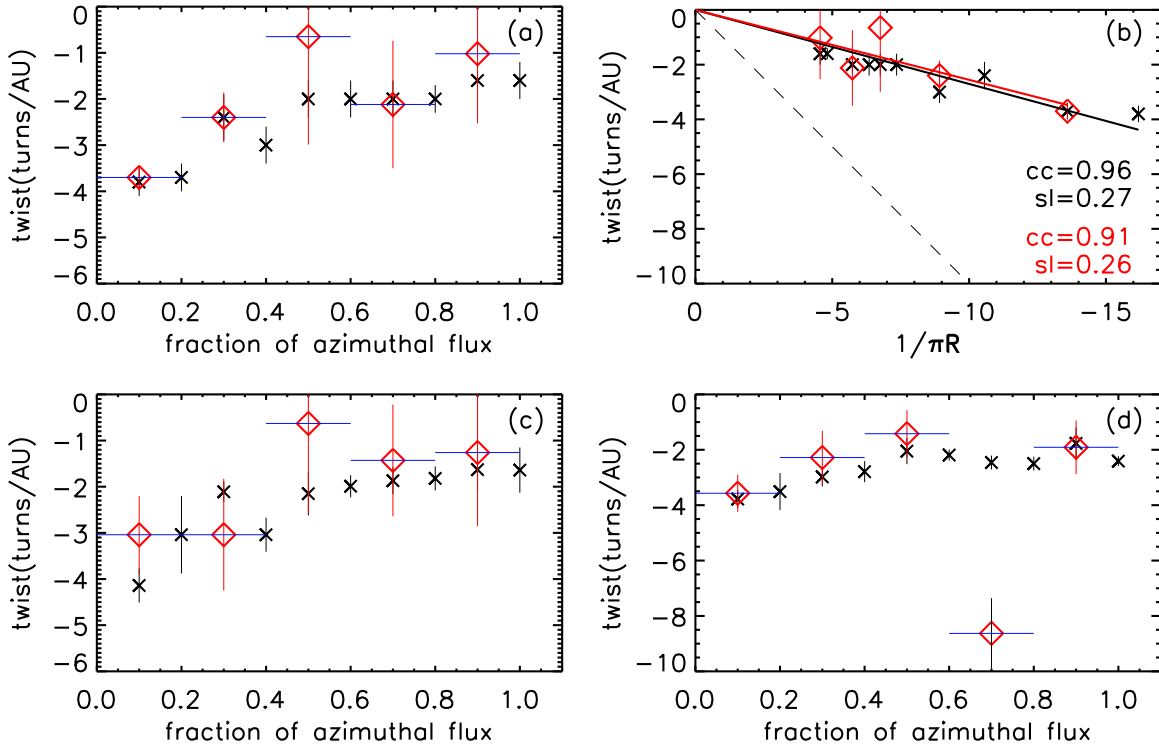 (a)
0
−1
−2
−3
−4
−5
−6
twist(turns/AU)
0.0 0.2 0.4 0.6 0.8 1.0
fraction of azimuthal flux
(b)
0
−2
−4
−6
−8
−10
twist(turns/AU)
cc=0.96
sl=0.27
cc=0.91
sl=0.26
0 −5 −10 −15
1/πR
(c)
0
−1
−2
−3
−4
−5
−6
twist(turns/AU)
0.0 0.2 0.4 0.6 0.8 1.0
fraction of azimuthal flux
(d)
0
−2
−4
−6
−8
−10
twist(turns/AU)
0.0 0.2 0.4 0.6 0.8 1.0
fraction of azimuthal flux